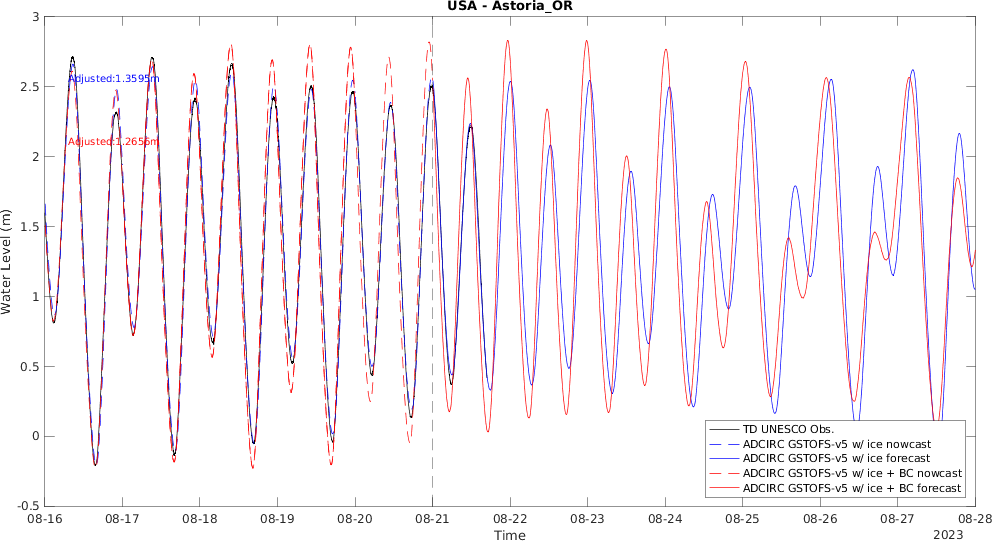 USA - Astoria_OR
3
2.5
2
1.5
1
0.5
0
-0.5
Water Level (m)
Adjusted:1.3595m
Adjusted:1.2656m
TD UNESCO Obs.
ADCIRC GSTOFS-v5 w/ ice nowcast
ADCIRC GSTOFS-v5 w/ ice forecast
ADCIRC GSTOFS-v5 w/ ice + BC nowcast
ADCIRC GSTOFS-v5 w/ ice + BC forecast
08-16 08-17 08-18 08-19 08-20 08-21 08-22 08-23 08-24 08-25 08-26 08-27 08-28
Time
2023